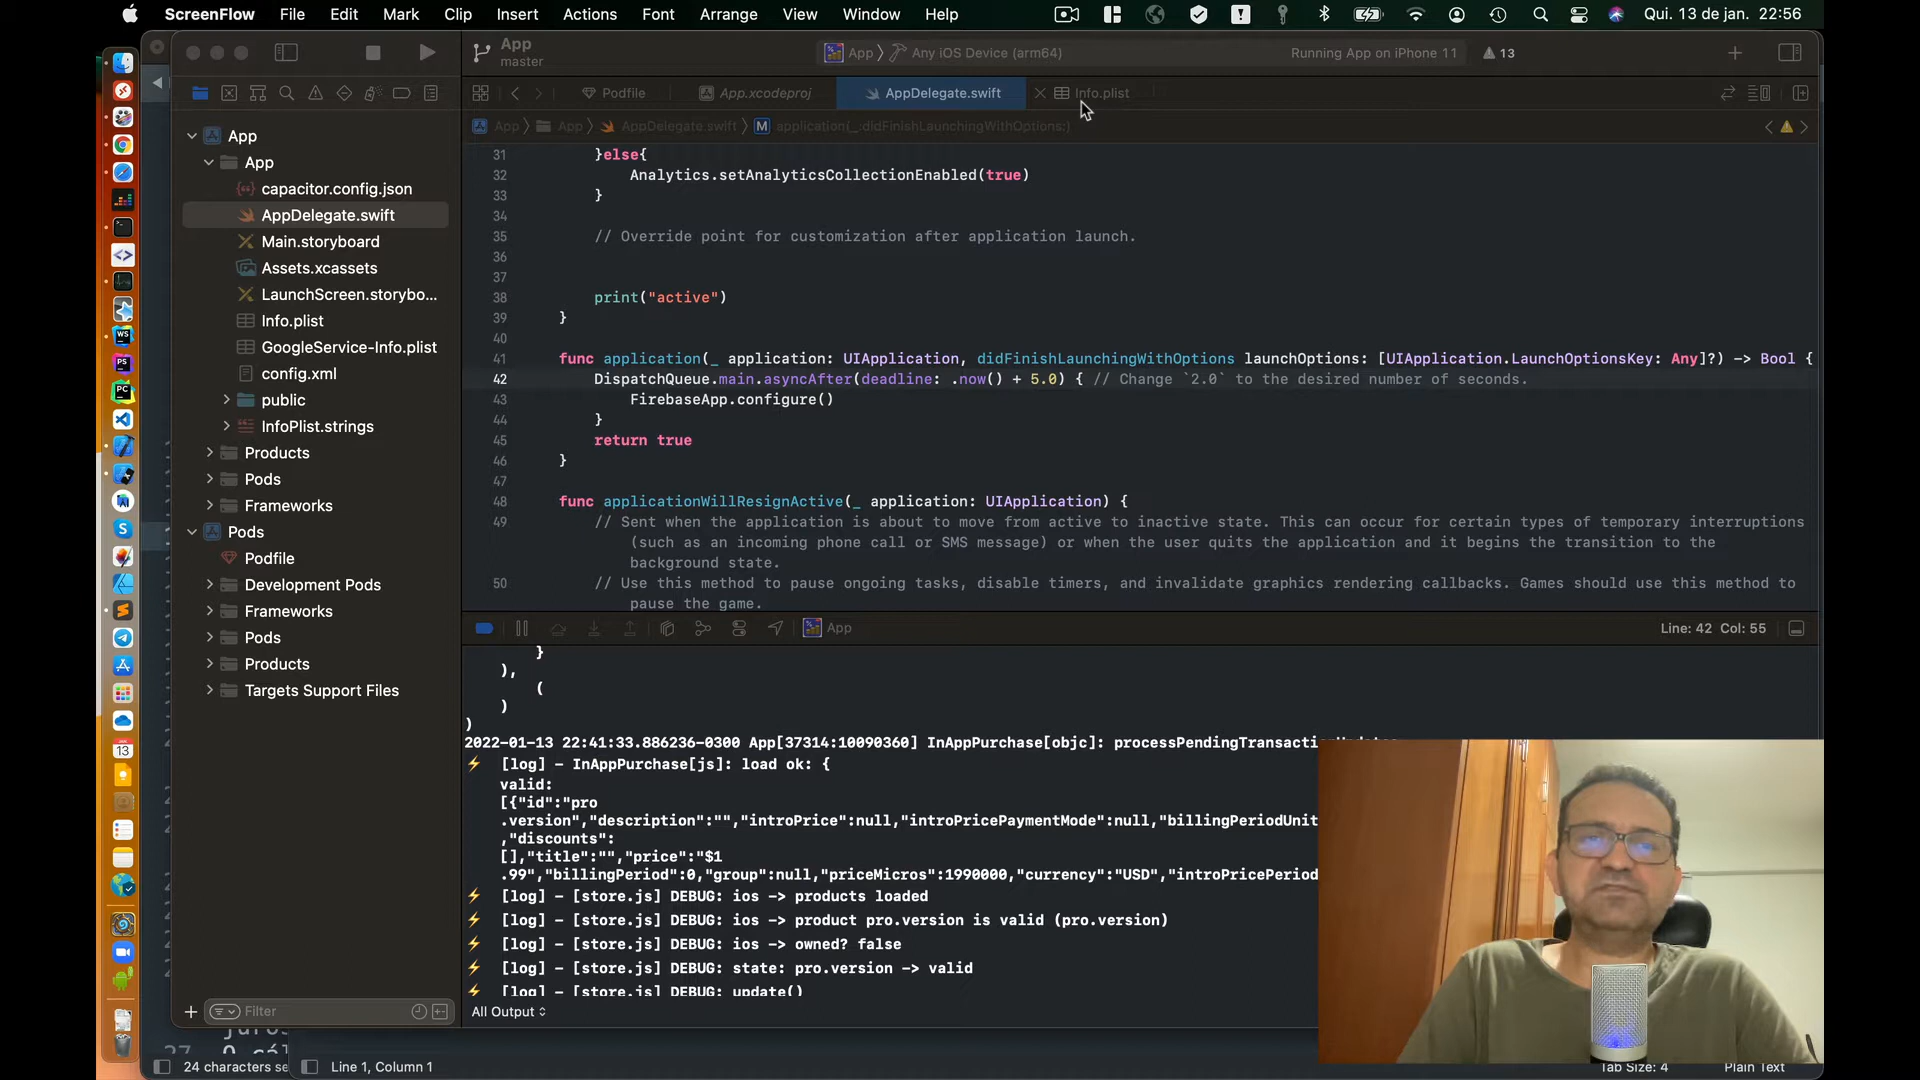 ScreenFlow File Edit Mark Clip Insert Actions Font Arrange View Window Help Qui. 13 de jan. 22:56
App
master
App Any iOS Device (arm64) Running App on iPhone 11 13
Podfile App.xcodeproj AppDelegate.swift Info.plist
App App AppDelegate.swift M application(_:didFinishLaunchingWithOptions:)
App
App
capacitor.config.json
AppDelegate.swift
Main.storyboard
Assets.xcassets
LaunchScreen.storybo...
Info.plist
GoogleService-Info.plist
config.xml
public
InfoPlist.strings
Products
Pods
Frameworks
Pods
Podfile
Development Pods
Frameworks
Pods
Products
Targets Support Files
Filter
31 }else{
32 Analytics.setAnalyticsCollectionEnabled(true)
33 }
34
35 // Override point for customization after application launch.
36
37
38 print("active")
39 }
40
41 func application(_ application: UIApplication, didFinishLaunchingWithOptions launchOptions: [UIApplication.LaunchOptionsKey: Any]?) -> Bool {
42 DispatchQueue.main.asyncAfter(deadline: .now() + 5.0) { // Change `2.0` to the desired number of seconds.
43 FirebaseApp.configure()
44 }
45 return true
46 }
47
48 func applicationWillResignActive(_ application: UIApplication) {
49 // Sent when the application is about to move from active to inactive state. This can occur for certain types of temporary interruptions
(such as an incoming phone call or SMS message) or when the user quits the application and it begins the transition to the
background state.
50 // Use this method to pause ongoing tasks, disable timers, and invalidate graphics rendering callbacks. Games should use this method to
pause the game.
App Line: 42 Col: 55
}
),
(
)
)
2022-01-13 22:41:33.886236-0300 App[37314:10090360] InAppPurchase[objc]: processPendingTransactionUpdates
⚡️ [log] - InAppPurchase[js]: load ok: {
valid:
[{"id":"pro
.version","description":"","introPrice":null,"introPricePaymentMode":null,"billingPeriodUnit
,"discounts":
[],"title":"","price":"$1
.99","billingPeriod":0,"group":null,"priceMicros":1990000,"currency":"USD","introPricePeriod
⚡️ [log] - [store.js] DEBUG: ios -> products loaded
⚡️ [log] - [store.js] DEBUG: ios -> product pro.version is valid (pro.version)
⚡️ [log] - [store.js] DEBUG: ios -> owned? false
⚡️ [log] - [store.js] DEBUG: state: pro.version -> valid
⚡️ [log] - [store.js] DEBUG: update()
All Output
24 characters se Line 1, Column 1 Tab Size: 4 Plain Text